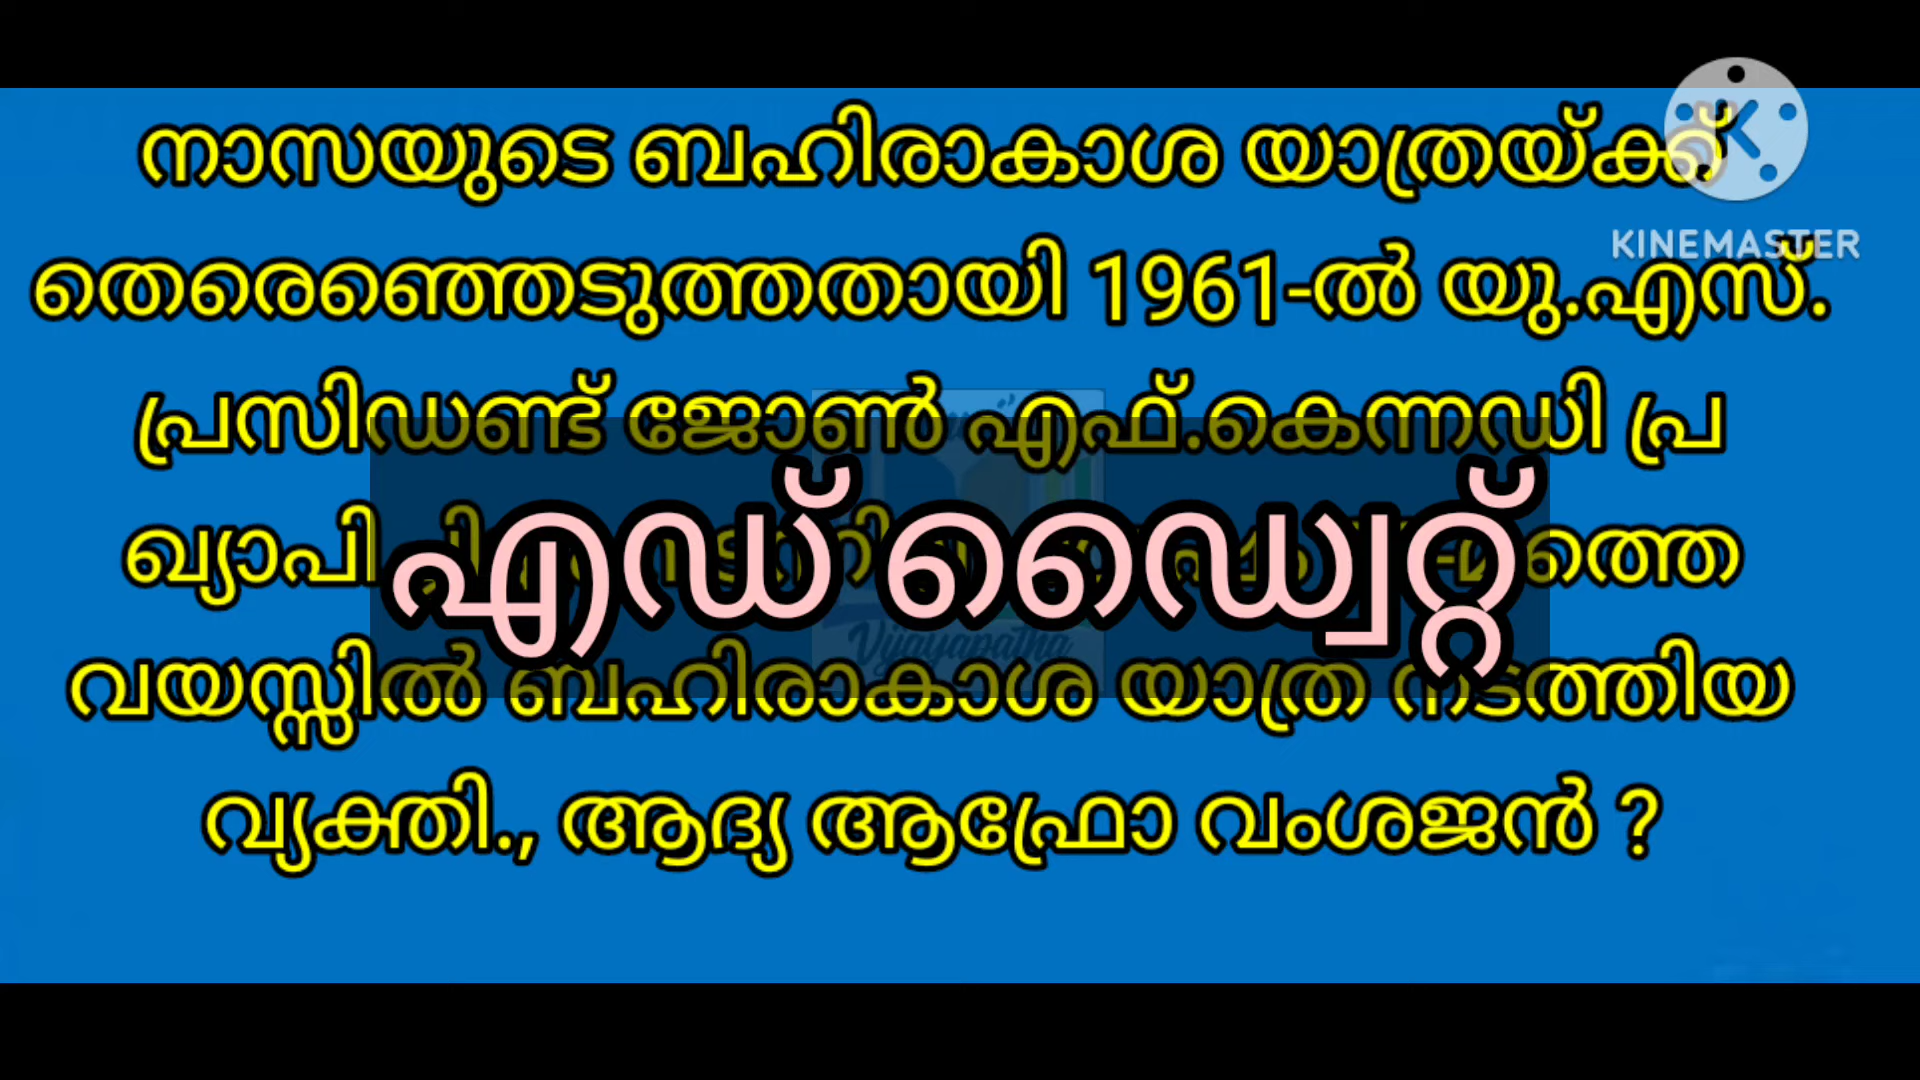 നാസയുടെ ബഹിരാകാശ യാത്രയ്ക്ക്
KINEMASTER
തെരഞ്ഞെടുത്തതായി 1961-ൽ യു.എസ്.
പ്രസിഡണ്ട് ജോൺ എഫ്.കെന്നഡി പ്ര
എഡ് ഡ്വൈറ്റ്
Vijayapatha
വയസ്സിൽ ബഹിരാകാശ യാത്ര നടത്തിയ
വ്യക്തി., ആദ്യ ആഫ്രോ വംശജൻ ?